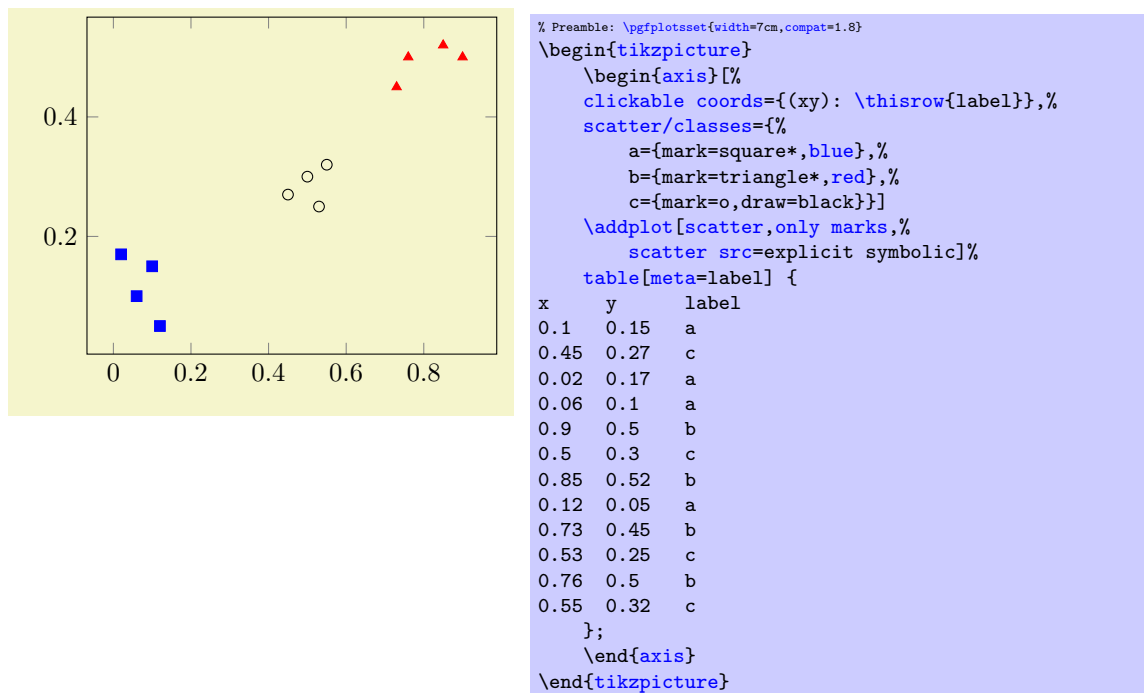 0.4
0.2
0 0.2 0.4 0.6 0.8
% Preamble: \pgfplotsset{width=7cm,compat=1.8}
\begin{tikzpicture}
    \begin{axis}[%
    clickable coords={(xy): \thisrow{label}},%
    scatter/classes={%
        a={mark=square*,blue},%
        b={mark=triangle*,red},%
        c={mark=o,draw=black}}]
    \addplot[scatter,only marks,%
        scatter src=explicit symbolic]%
    table[meta=label] {
x     y      label
0.1   0.15   a
0.45  0.27   c
0.02  0.17   a
0.06  0.1    a
0.9   0.5    b
0.5   0.3    c
0.85  0.52   b
0.12  0.05   a
0.73  0.45   b
0.53  0.25   c
0.76  0.5    b
0.55  0.32   c
    };
    \end{axis}
\end{tikzpicture}